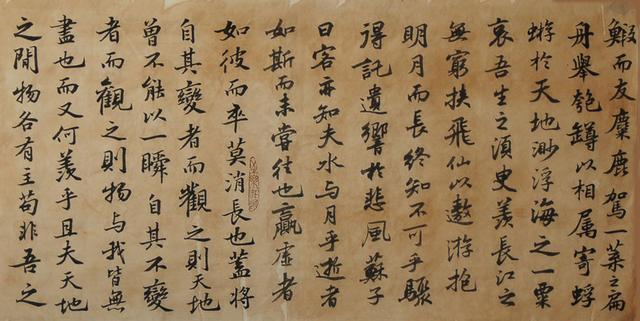 鰕而友麋鹿駕一葉之扁
舟舉匏罇以相属寄蜉
蝣於天地渺浮海之一粟
哀吾生之須臾羨長江之
無窮挾飛仙以遨游抱
明月而長終知不可乎驟
得託遺響於悲風蘇子
曰客亦知夫水与月乎逝者
如斯而未嘗往也贏虛者
如彼而卒莫消長也蓋將
自其變者而觀之則天地
曾不能以一瞬自其不變
者而觀之則物与我皆無
盡也而又何羨乎且夫天地
之間物各有主苟非吾之